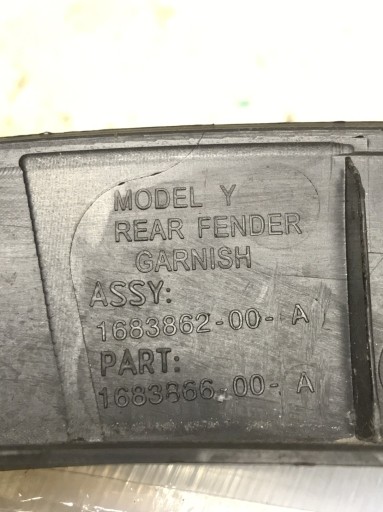 MODEL Y
REAR FENDER
GARNISH
ASSY:
1683862-00-A
PART:
1683866-00-A